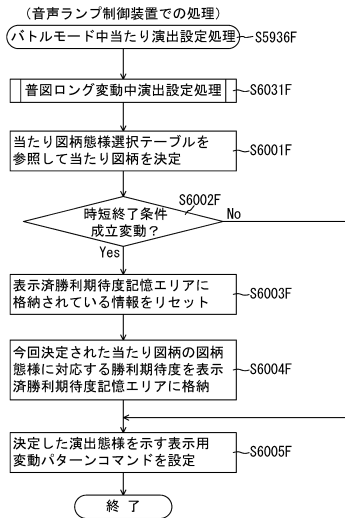 （音声ランプ制御装置での処理）
バトルモード中当たり演出設定処理
S5936F
普図ロング変動中演出設定処理
S6031F
当たり図柄態様選択テーブルを
参照して当たり図柄を決定
S6001F
S6002F
時短終了条件
成立変動？
No
Yes
表示済勝利期待度記憶エリアに
格納されている情報をリセット
S6003F
今回決定された当たり図柄の図柄
態様に対応する勝利期待度を表示
済勝利期待度記憶エリアに格納
S6004F
決定した演出態様を示す表示用
変動パターンコマンドを設定
S6005F
終 了